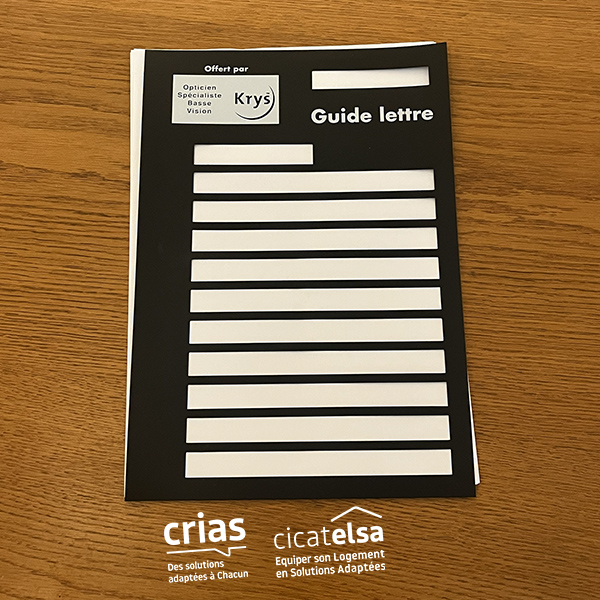 Offert par
Opticien
Spécialiste
Basse
Vision
Krys
Guide lettre
crias
Des solutions
adaptées à Chacun
cicatelsa
Equiper son Logement
en Solutions Adaptées